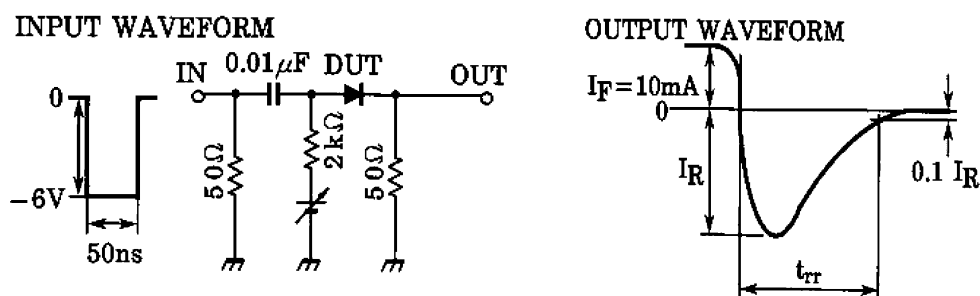 INPUT WAVEFORM
0
−6V
50ns
IN
0.01μF
DUT
OUT
50Ω
2kΩ
50Ω
OUTPUT WAVEFORM
IF=10mA
0
IR
0.1 IR
trr